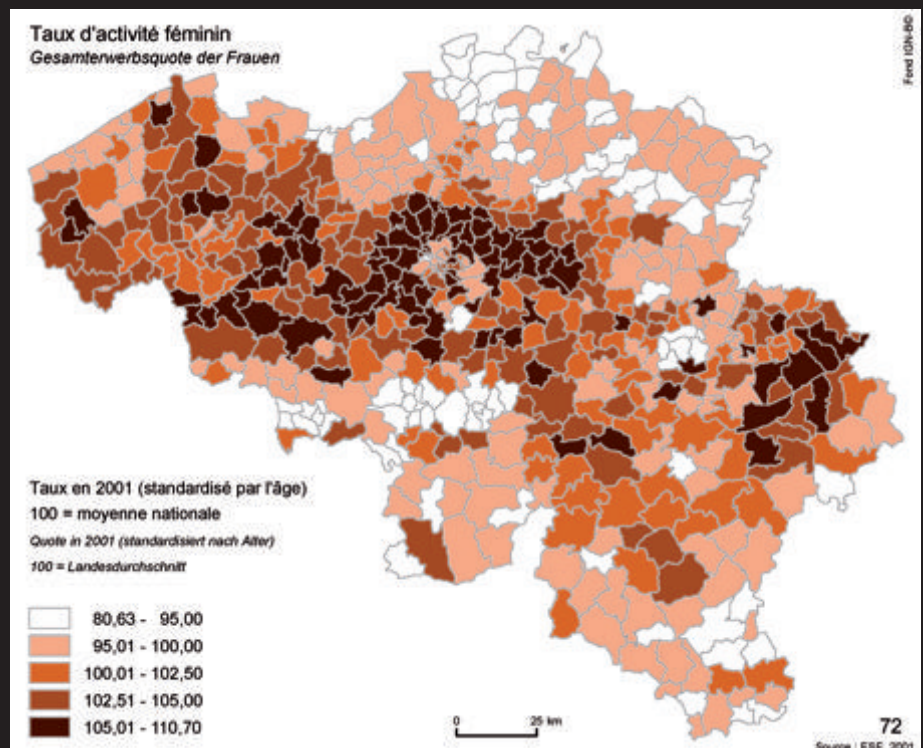 Taux d'activité féminin
Gesamterwerbsquote der Frauen
Fond IGN-BD
Taux en 2001 (standardisé par l'âge)
100 = moyenne nationale
Quote in 2001 (standardisiert nach Alter)
100 = Landesdurchschnitt
80,63 - 95,00
95,01 - 100,00
100,01 - 102,50
102,51 - 105,00
105,01 - 110,70
0 25 km
72
Source : ESE, 2001